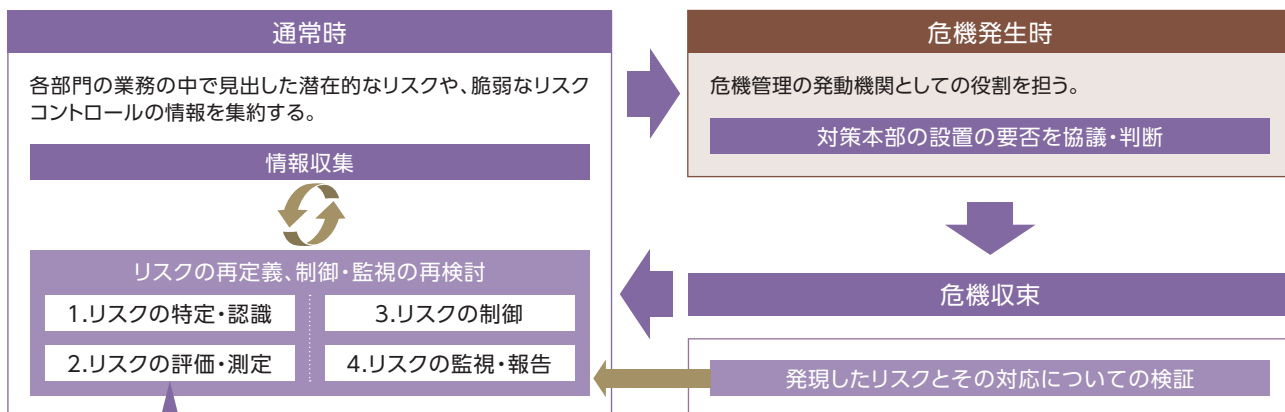 通常時
各部門の業務の中で見出した潜在的なリスクや、脆弱なリスク
コントロールの情報を集約する。
情報収集
リスクの再定義、制御・監視の再検討
1.リスクの特定・認識
2.リスクの評価・測定
3.リスクの制御
4.リスクの監視・報告
危機発生時
危機管理の発動機関としての役割を担う。
対策本部の設置の要否を協議・判断
危機収束
発現したリスクとその対応についての検証